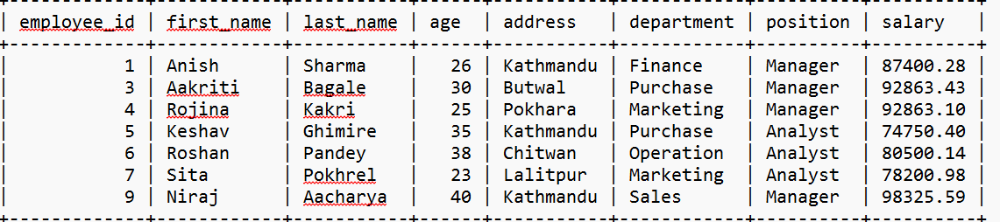 +-------------+------------+-----------+------+-----------+------------+----------+----------+
| employee_id | first_name | last_name | age  | address   | department | position | salary   |
+-------------+------------+-----------+------+-----------+------------+----------+----------+
|           1 | Anish      | Sharma    |   26 | Kathmandu | Finance    | Manager  | 87400.28 |
|           3 | Aakriti    | Bagale    |   30 | Butwal    | Purchase   | Manager  | 92863.43 |
|           4 | Rojina     | Kakri     |   25 | Pokhara   | Marketing  | Manager  | 92863.10 |
|           5 | Keshav     | Ghimire   |   35 | Kathmandu | Purchase   | Analyst  | 74750.40 |
|           6 | Roshan     | Pandey    |   38 | Chitwan   | Operation  | Analyst  | 80500.14 |
|           7 | Sita       | Pokhrel   |   23 | Lalitpur  | Marketing  | Analyst  | 78200.98 |
|           9 | Niraj      | Aacharya  |   40 | Kathmandu | Sales      | Manager  | 98325.59 |
+-------------+------------+-----------+------+-----------+------------+----------+----------+